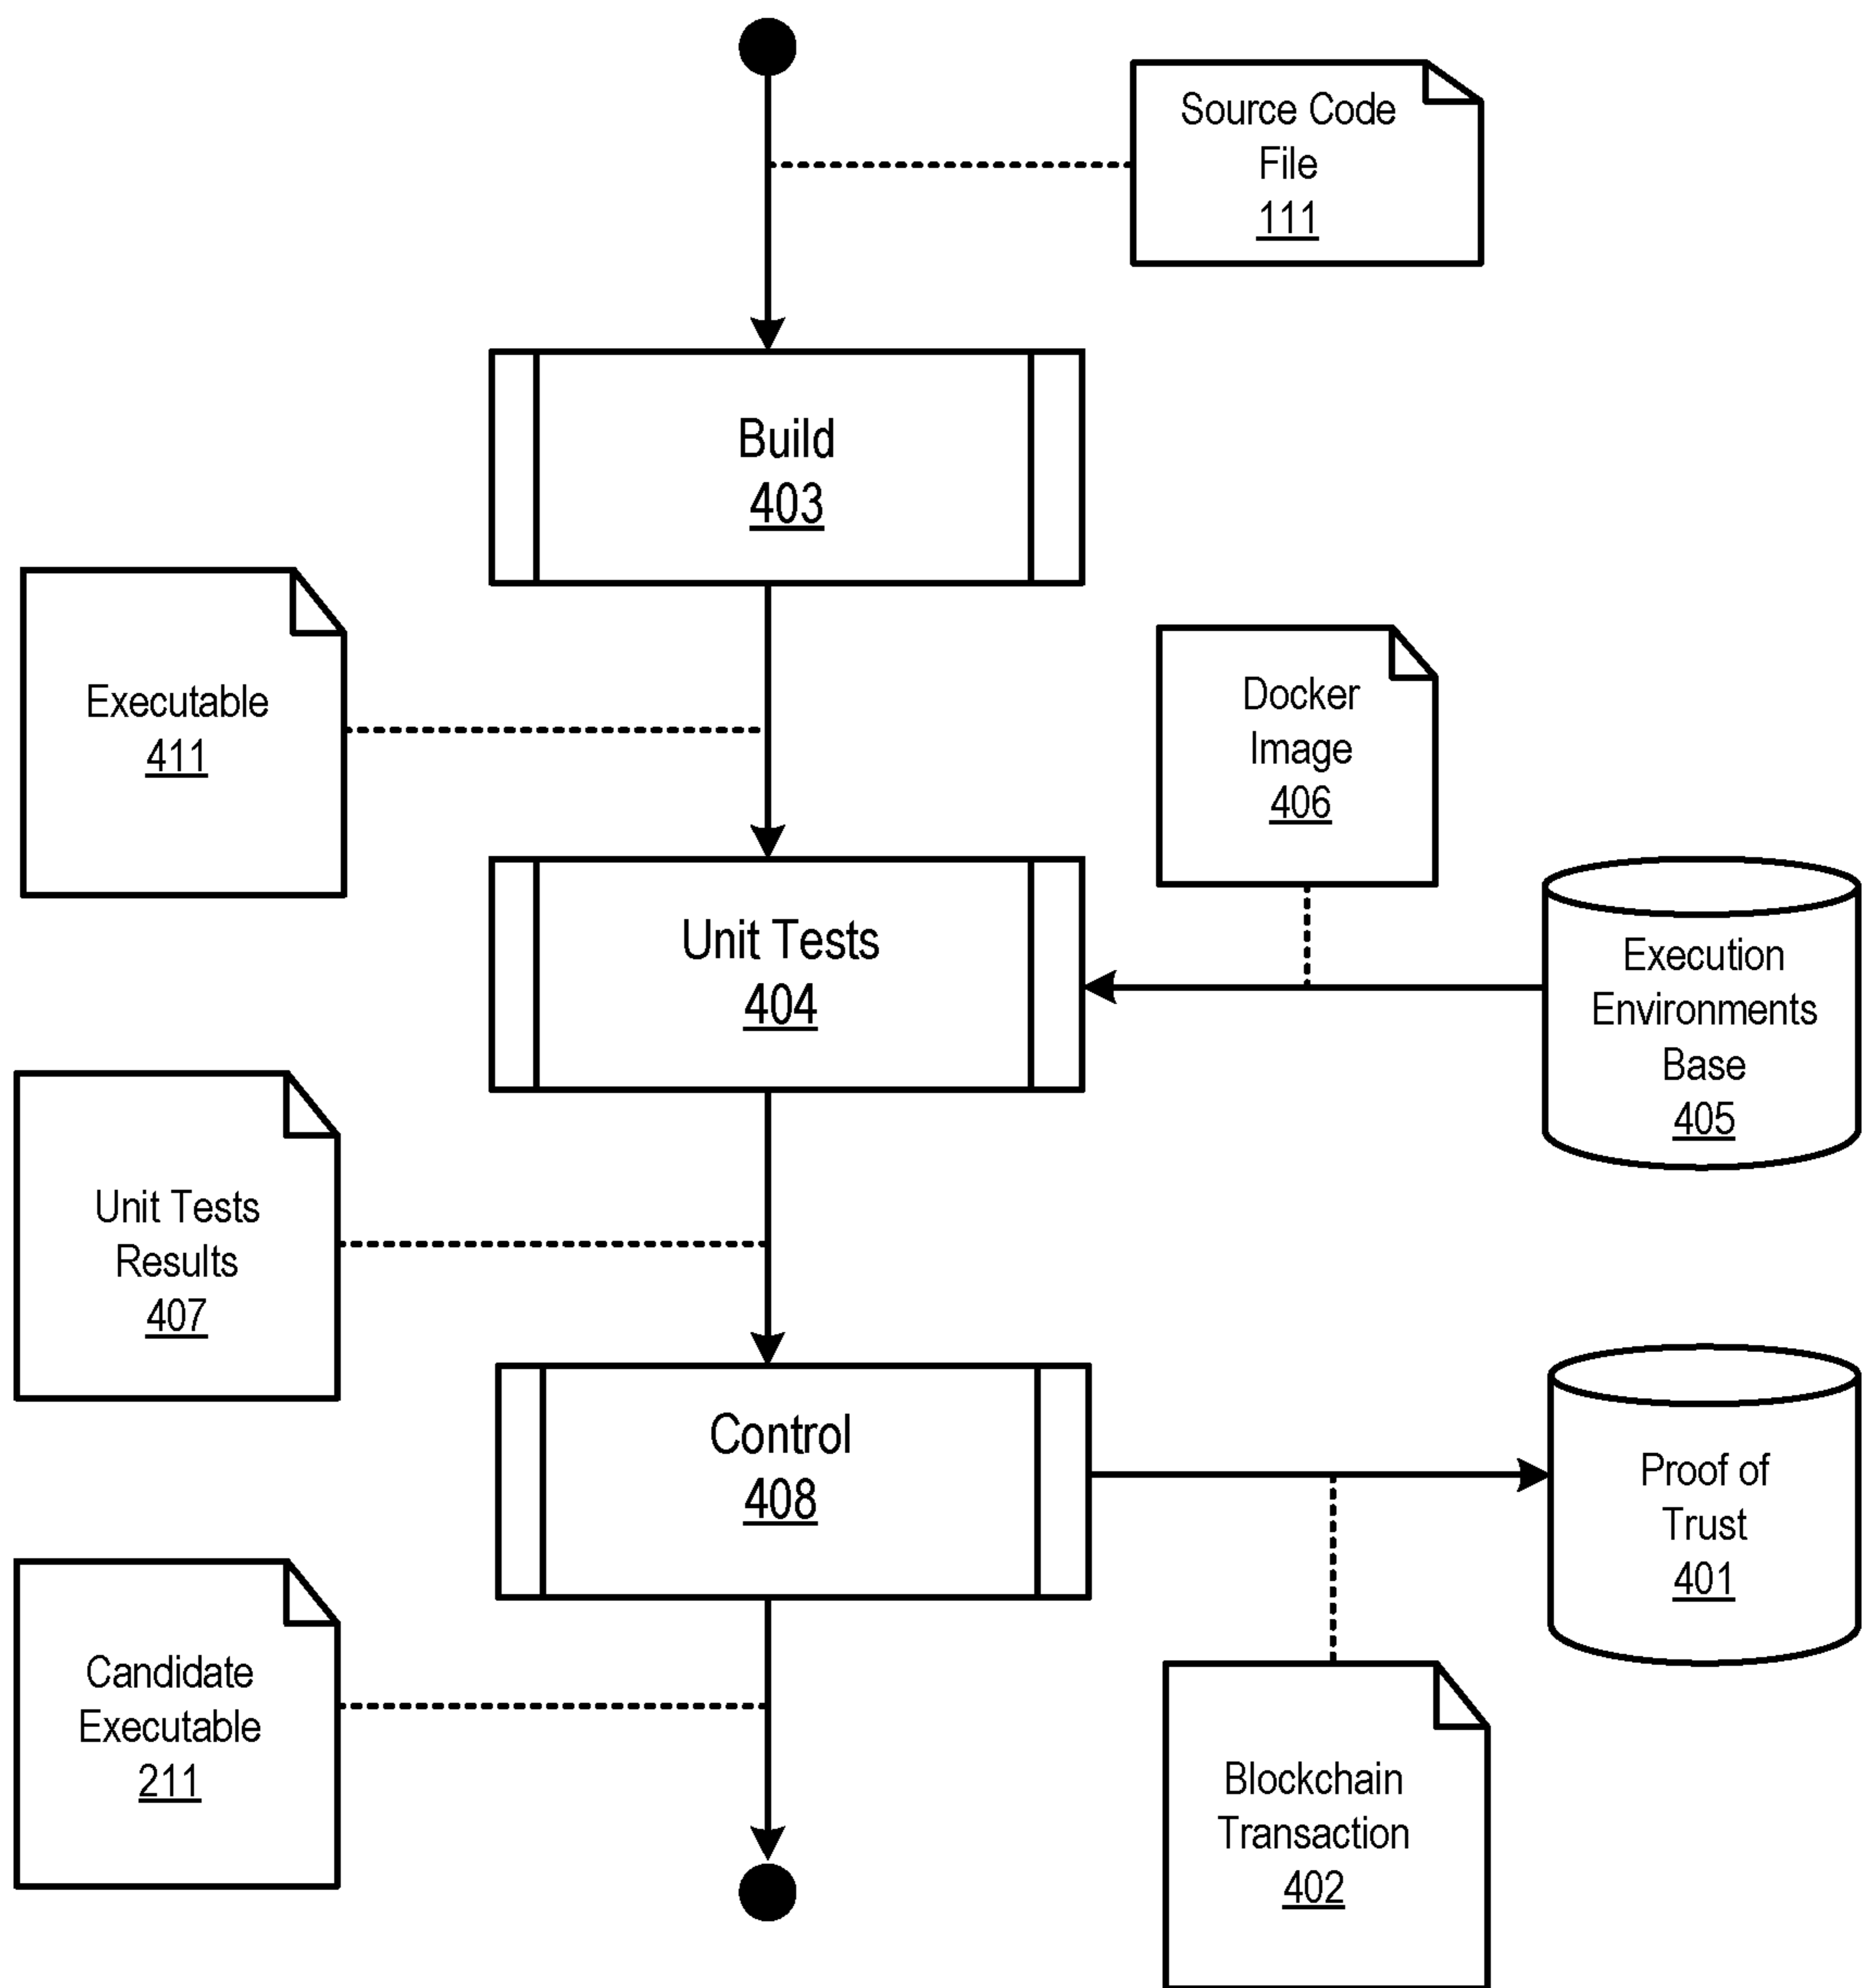 Source Code
File
111
Build
403
Executable
411
Docker
Image
406
Unit Tests
404
Execution
Environments
Base
405
Unit Tests
Results
407
Control
408
Proof of
Trust
401
Candidate
Executable
211
Blockchain
Transaction
402